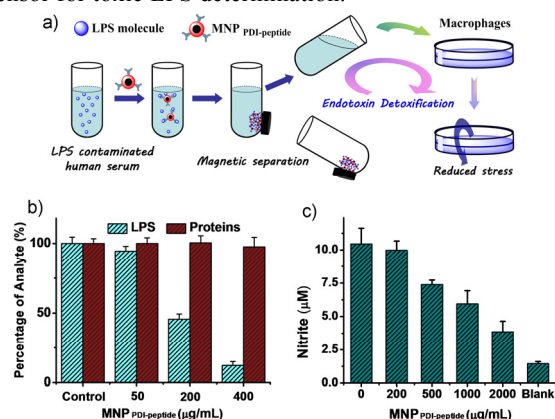 ensor for toxic LPS determination.
a)
LPS molecule
MNP PDI-peptide
Macrophages
LPS contaminated
human serum
Magnetic separation
Endotoxin Detoxification
Reduced stress
b)
LPS
Proteins
Percentage of Analyte (%)
100
50
0
Control
50
200
400
MNP PDI-peptide (μg/mL)
c)
Nitrite (μM)
10.0
7.5
5.0
2.5
0.0
0
200
500
1000
2000
Blank
MNP PDI-peptide (μg/mL)